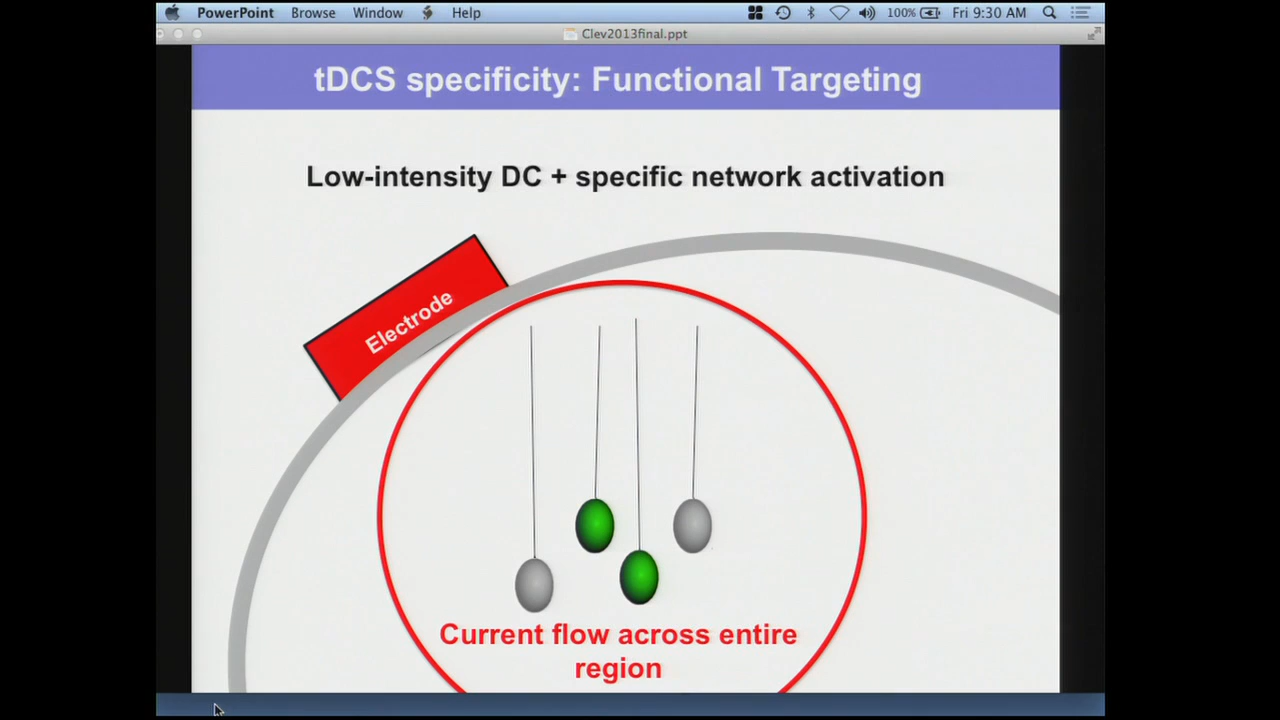 PowerPoint Browse Window Help 100% Fri 9:30 AM
Clev2013final.ppt
tDCS specificity: Functional Targeting
Low-intensity DC + specific network activation
Electrode
Current flow across entire
region